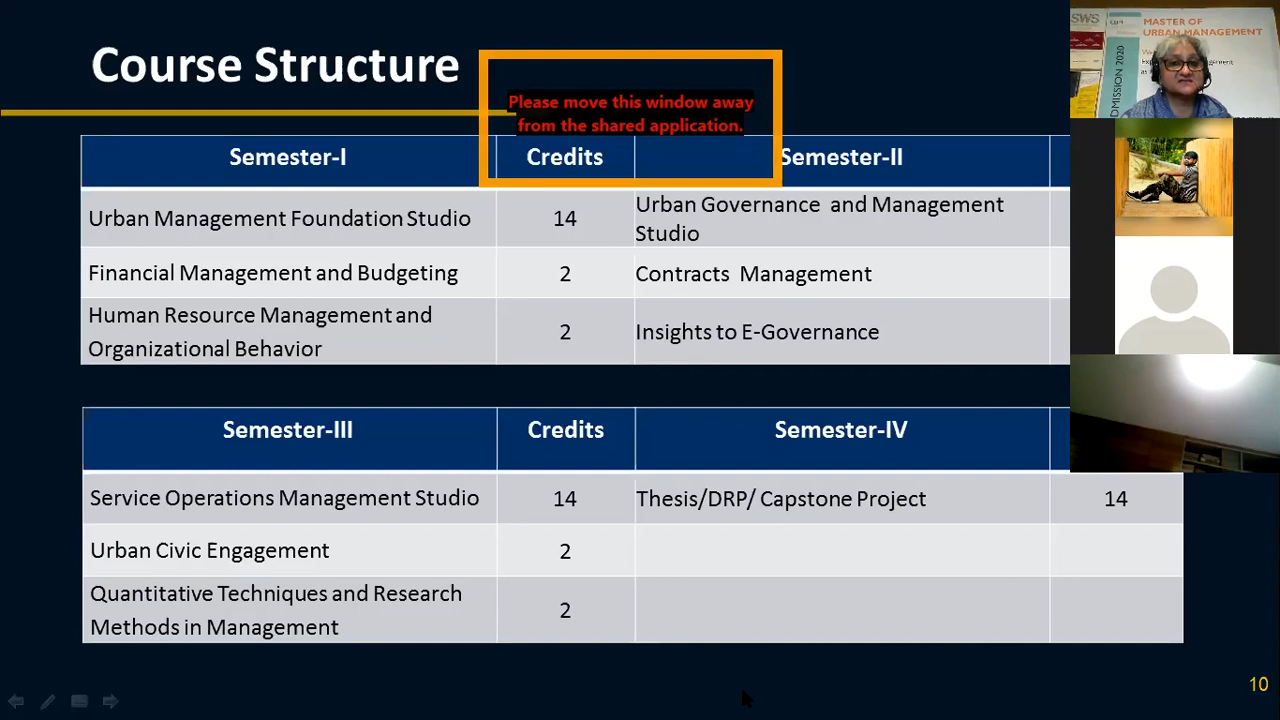 Course Structure
Please move this window away
from the shared application.
Semester-I Credits Semester-II
Urban Management Foundation Studio 14 Urban Governance and Management
Studio
Financial Management and Budgeting 2 Contracts Management
Human Resource Management and
Organizational Behavior 2 Insights to E-Governance
Semester-III Credits Semester-IV
Service Operations Management Studio 14 Thesis/DRP/ Capstone Project 14
Urban Civic Engagement 2
Quantitative Techniques and Research
Methods in Management 2
10
SWS
MASTER OF
URBAN MANAGEMENT